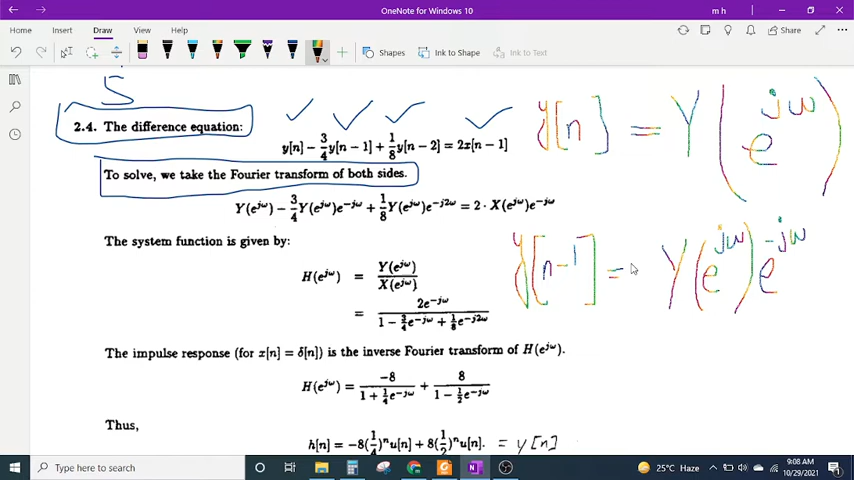 OneNote for Windows 10
m h
Home Insert Draw View Help
Share
Shapes Ink to Shape Ink to Text
5
2.4. The difference equation:
y[n] − 3/4 y[n − 1] + 1/8 y[n − 2] = 2x[n − 1]
y[n] = Y(e^jω)
To solve, we take the Fourier transform of both sides.
Y(e^jω) − 3/4 Y(e^jω)e^−jω + 1/8 Y(e^jω)e^−j2ω = 2 · X(e^jω)e^−jω
The system function is given by:
y[n−1] = Y(e^jω) e^−jω
H(e^jω) = Y(e^jω)/X(e^jω)
= 2e^−jω / 1 − 3/4 e^−jω + 1/8 e^−j2ω
The impulse response (for x[n] = δ[n]) is the inverse Fourier transform of H(e^jω).
H(e^jω) = −8 / 1 + 1/4 e^−jω + 8 / 1 − 1/2 e^−jω
Thus,
h[n] = −8(1/4)^n u[n] + 8(1/2)^n u[n]. = y[n]
Type here to search
25°C Haze
9:08 AM
10/29/2021